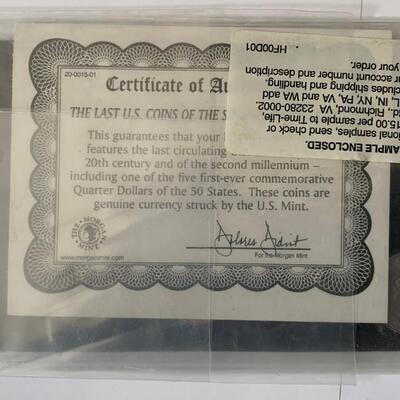 20-0015-01
Certificate of Au
THE LAST U.S. COINS OF THE S
This guarantees that your
features the last circulating
20th century and of the second millennium –
including one of the five first-ever commemorative
Quarter Dollars of the 50 States. These coins are
genuine currency struck by the U.S. Mint.
THE MORGAN MINT
www.morganmint.com
For the Morgan Mint
AMPLE ENCLOSED.
tional samples, send check or
15.00 per sample to Time-Life,
d, Richmond, VA 23280-0002.
L, IN, NY, PA, VA and WA add
cludes shipping and handling.
ur account number and description
your order.
HF00D01